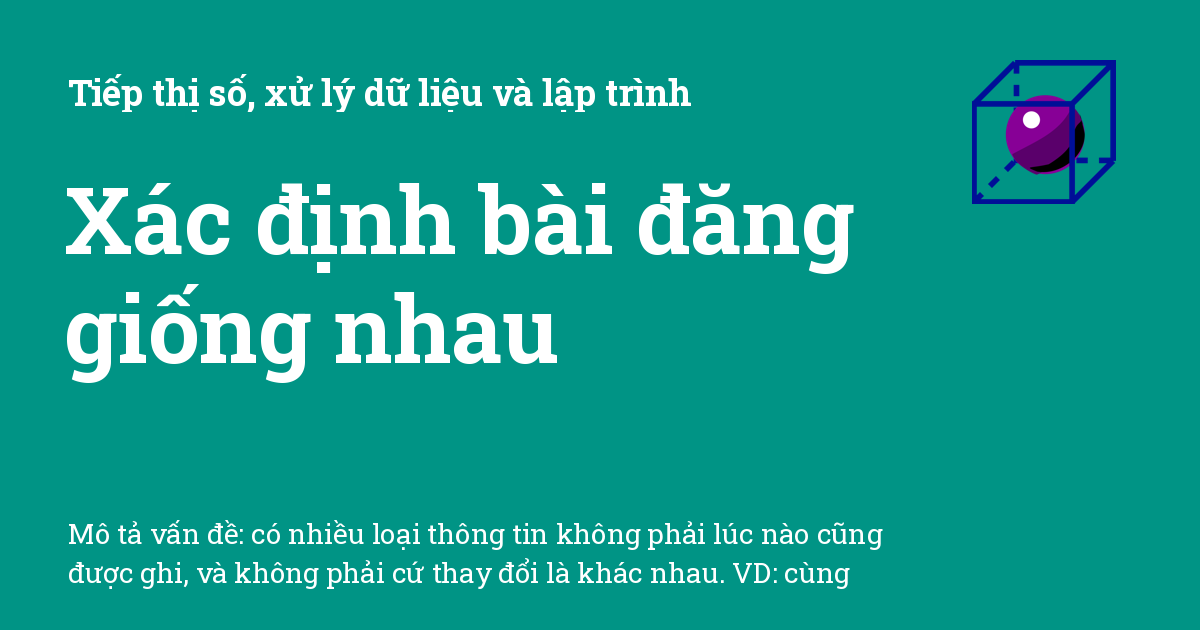 Tiếp thị số, xử lý dữ liệu và lập trình
Xác định bài đăng
giống nhau
Mô tả vấn đề: có nhiều loại thông tin không phải lúc nào cũng
được ghi, và không phải cứ thay đổi là khác nhau. VD: cùng